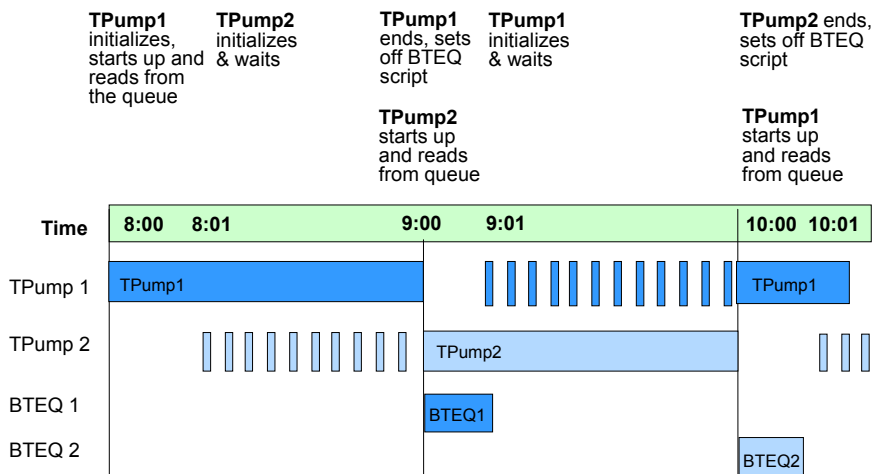 TPump1
initializes,
starts up and
reads from
the queue
TPump2
initializes
& waits
TPump1
ends, sets
off BTEQ
script
TPump2
starts up
and reads
from queue
TPump1
initializes
& waits
TPump2 ends,
sets off BTEQ
script
TPump1
starts up
and reads
from queue
Time 8:00 8:01 9:00 9:01 10:00 10:01
TPump 1 TPump1 TPump1
TPump 2 TPump2
BTEQ 1 BTEQ1
BTEQ 2 BTEQ2